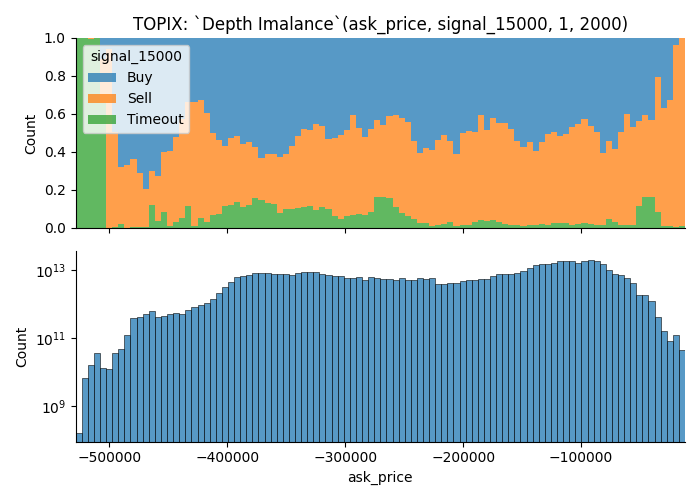 TOPIX: `Depth Imalance`(ask_price, signal_15000, 1, 2000)
1.0
0.8
0.6
0.4
0.2
0.0
Count
signal_15000
Buy
Sell
Timeout
10^13
10^11
10^9
Count
−500000 −400000 −300000 −200000 −100000
ask_price